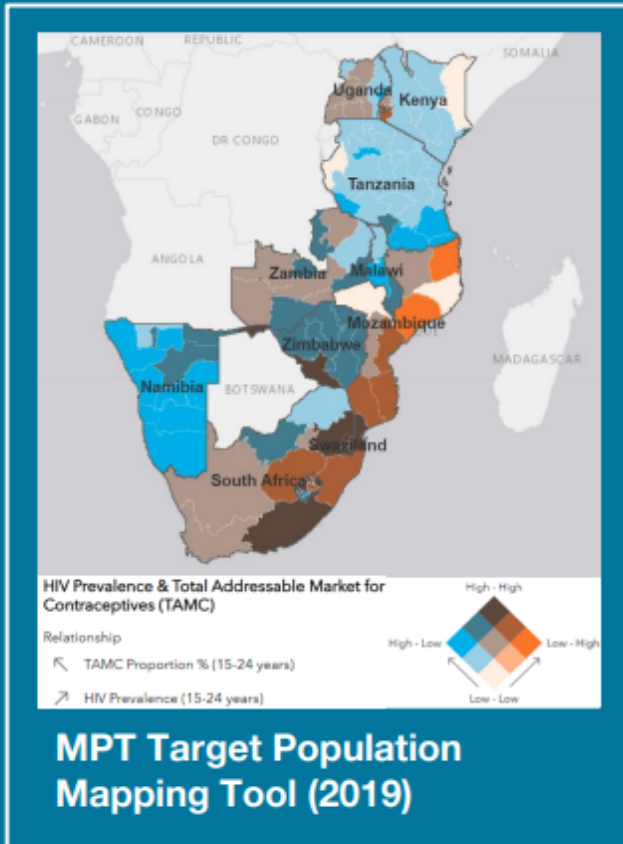 CAMEROON
REPUBLIC
SOMALIA
Uganda
Kenya
GABON
CONGO
DR CONGO
Tanzania
ANGOLA
Zambia
Malawi
Mozambique
Zimbabwe
MADAGASCAR
Namibia
BOTSWANA
Swaziland
South Africa
HIV Prevalence & Total Addressable Market for
Contraceptives (TAMC)
Relationship
TAMC Proportion % (15-24 years)
HIV Prevalence (15-24 years)
High - High
High - Low
Low - High
Low - Low
MPT Target Population
Mapping Tool (2019)